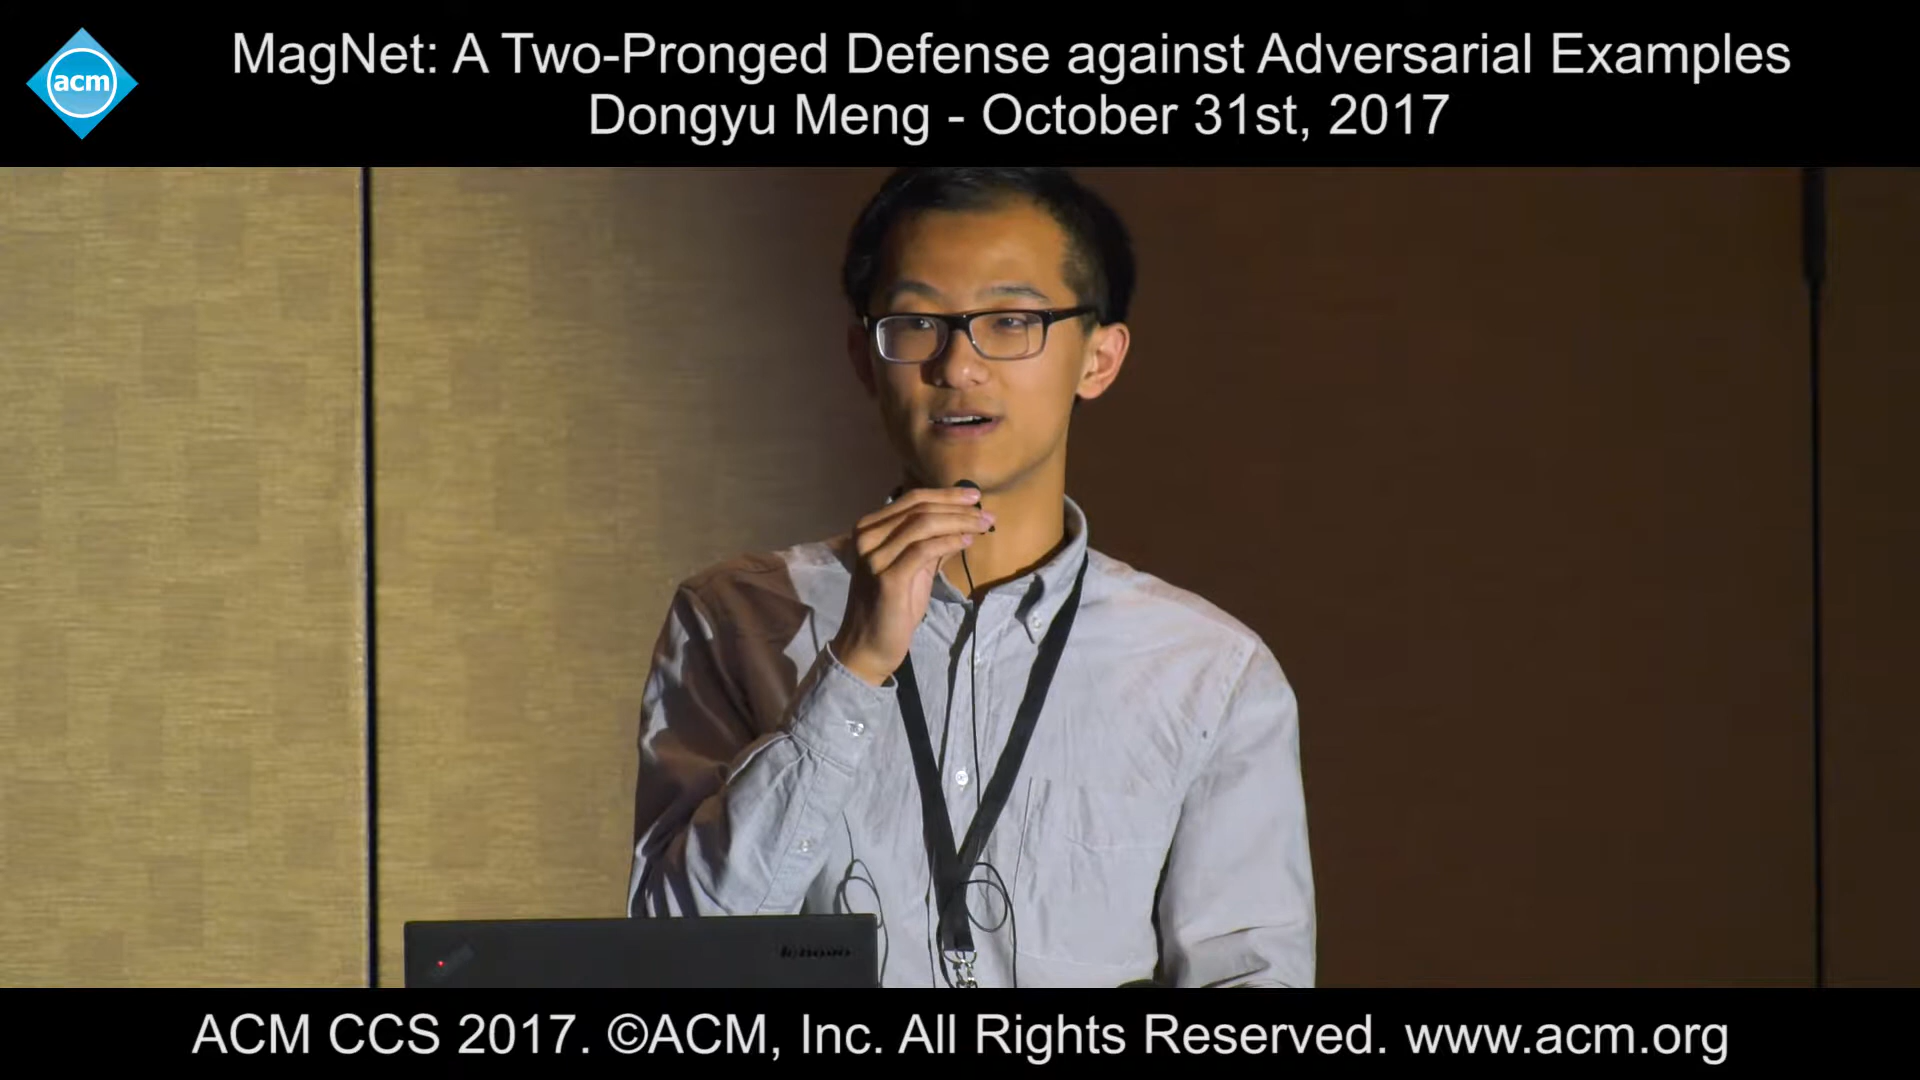 acm
MagNet: A Two-Pronged Defense against Adversarial Examples
Dongyu Meng - October 31st, 2017
lenovo
ACM CCS 2017. ©ACM, Inc. All Rights Reserved. www.acm.org